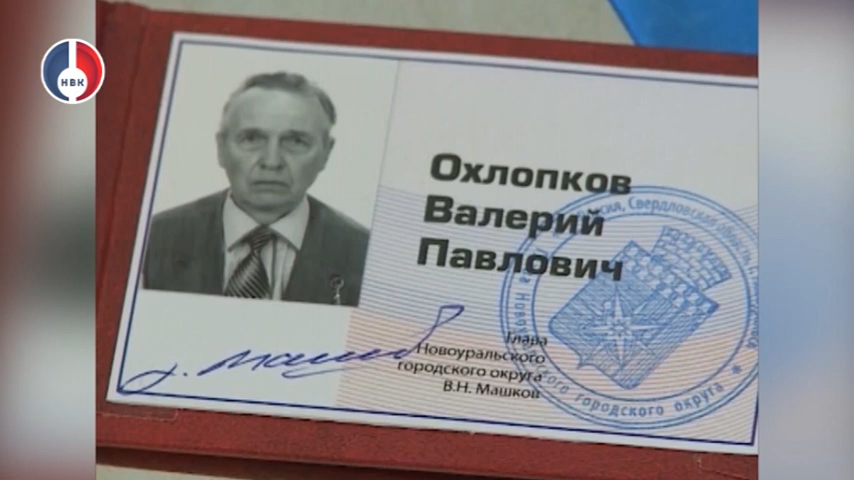 НВК
Охлопков
Валерий
Павлович
Глава
Новоуральского
городского округа
В.Н. Машков
Свердловская область, г.
городского округа